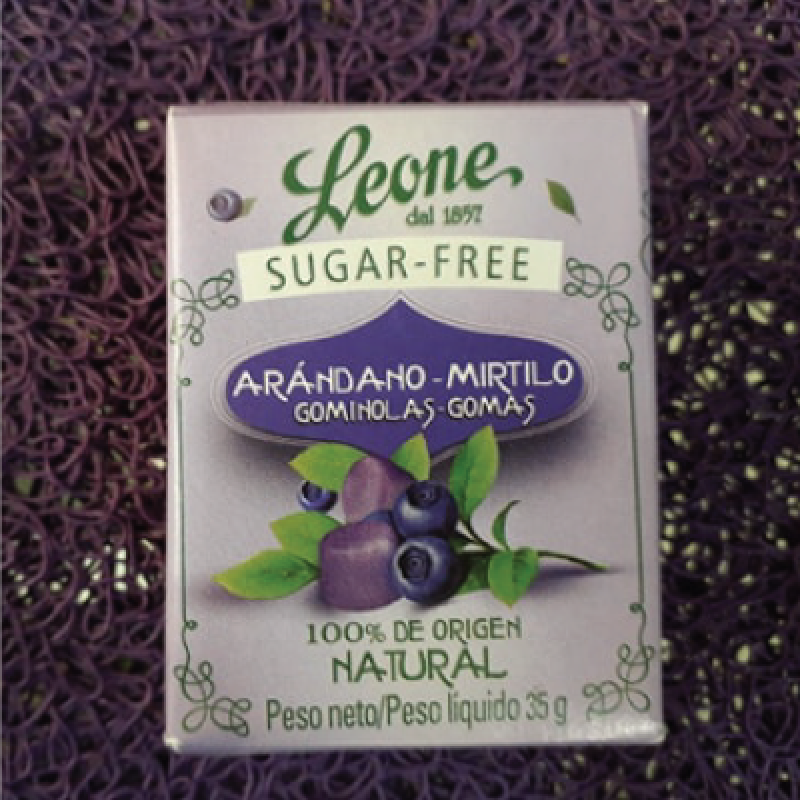 Leone
dal 1857
SUGAR-FREE
ARÁNDANO-MIRTILO
GOMINOLAS-GOMAS
100% DE ORIGEN
NATURAL
Peso neto/Peso líquido 35 g